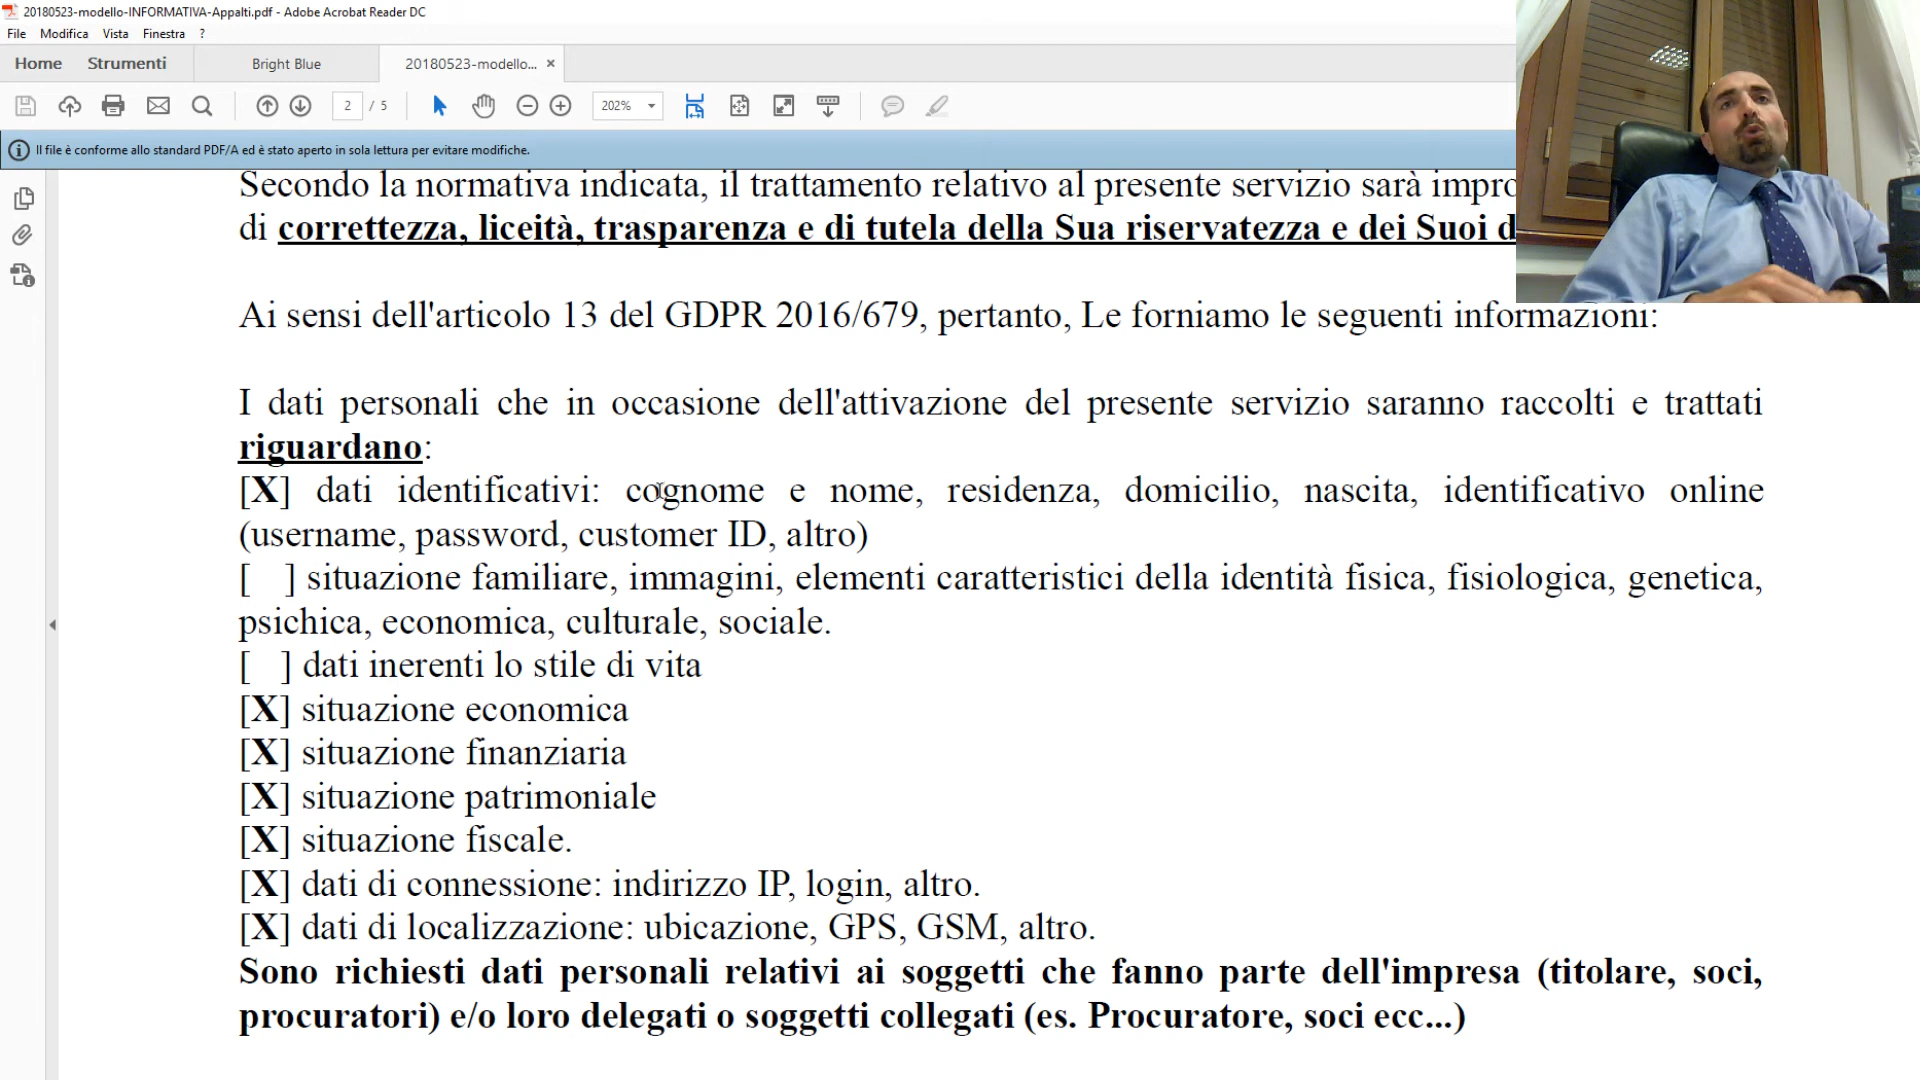 20180523-modello-INFORMATIVA-Appalti.pdf - Adobe Acrobat Reader DC
File Modifica Vista Finestra ?
Home Strumenti Bright Blue 20180523-modello... ×
2 / 5 202%
Il file è conforme allo standard PDF/A ed è stato aperto in sola lettura per evitare modifiche.
Secondo la normativa indicata, il trattamento relativo al presente servizio sarà impro
di correttezza, liceità, trasparenza e di tutela della Sua riservatezza e dei Suoi d
Ai sensi dell'articolo 13 del GDPR 2016/679, pertanto, Le forniamo le seguenti informazioni:
I dati personali che in occasione dell'attivazione del presente servizio saranno raccolti e trattati
riguardano:
[X] dati identificativi: cognome e nome, residenza, domicilio, nascita, identificativo online
(username, password, customer ID, altro)
[ ] situazione familiare, immagini, elementi caratteristici della identità fisica, fisiologica, genetica,
psichica, economica, culturale, sociale.
[ ] dati inerenti lo stile di vita
[X] situazione economica
[X] situazione finanziaria
[X] situazione patrimoniale
[X] situazione fiscale.
[X] dati di connessione: indirizzo IP, login, altro.
[X] dati di localizzazione: ubicazione, GPS, GSM, altro.
Sono richiesti dati personali relativi ai soggetti che fanno parte dell'impresa (titolare, soci,
procuratori) e/o loro delegati o soggetti collegati (es. Procuratore, soci ecc...)